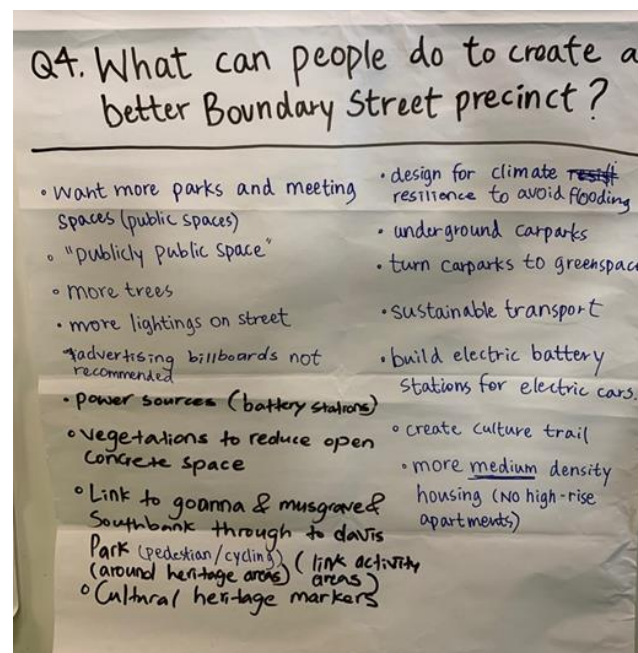 Q4. What can people do to create a
better Boundary Street precinct?
• want more parks and meeting
spaces (public spaces)
• "publicly public space"
• more trees
• more lightings on street
*advertising billboards not
recommended
• power sources (battery stations)
• vegetations to reduce open
concrete space
• Link to goanna & musgrave &
Southbank through to davis
Park (pedestian/cycling) (link activity
(around heritage areas) areas)
• Cultural heritage markers
• design for climate
resilience to avoid flooding
• underground carparks
• turn carparks to greenspac
• sustainable transport
• build electric battery
stations for electric cars.
• create culture trail
• more medium density
housing (NO high-rise
apartments)